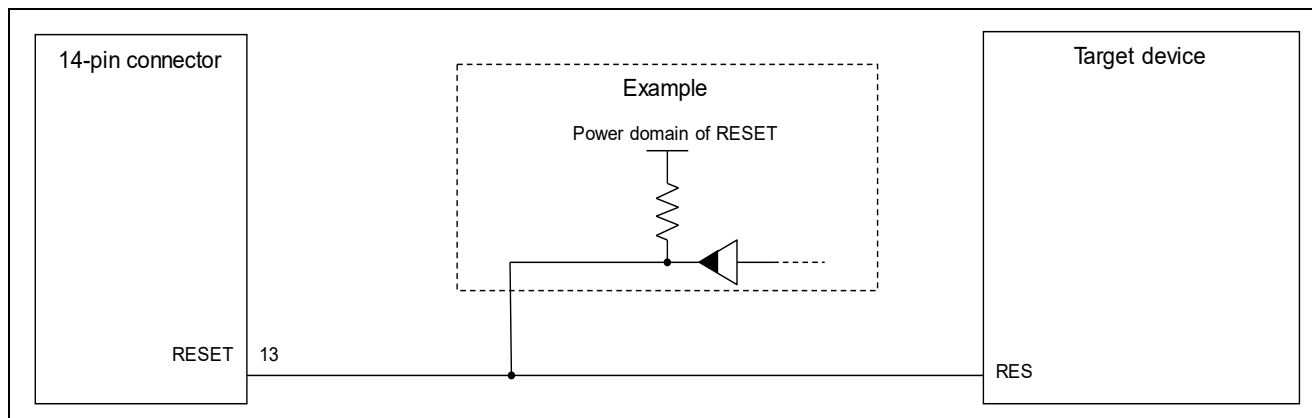 14-pin connector
Target device
Example
Power domain of RESET
RESET 13
RES